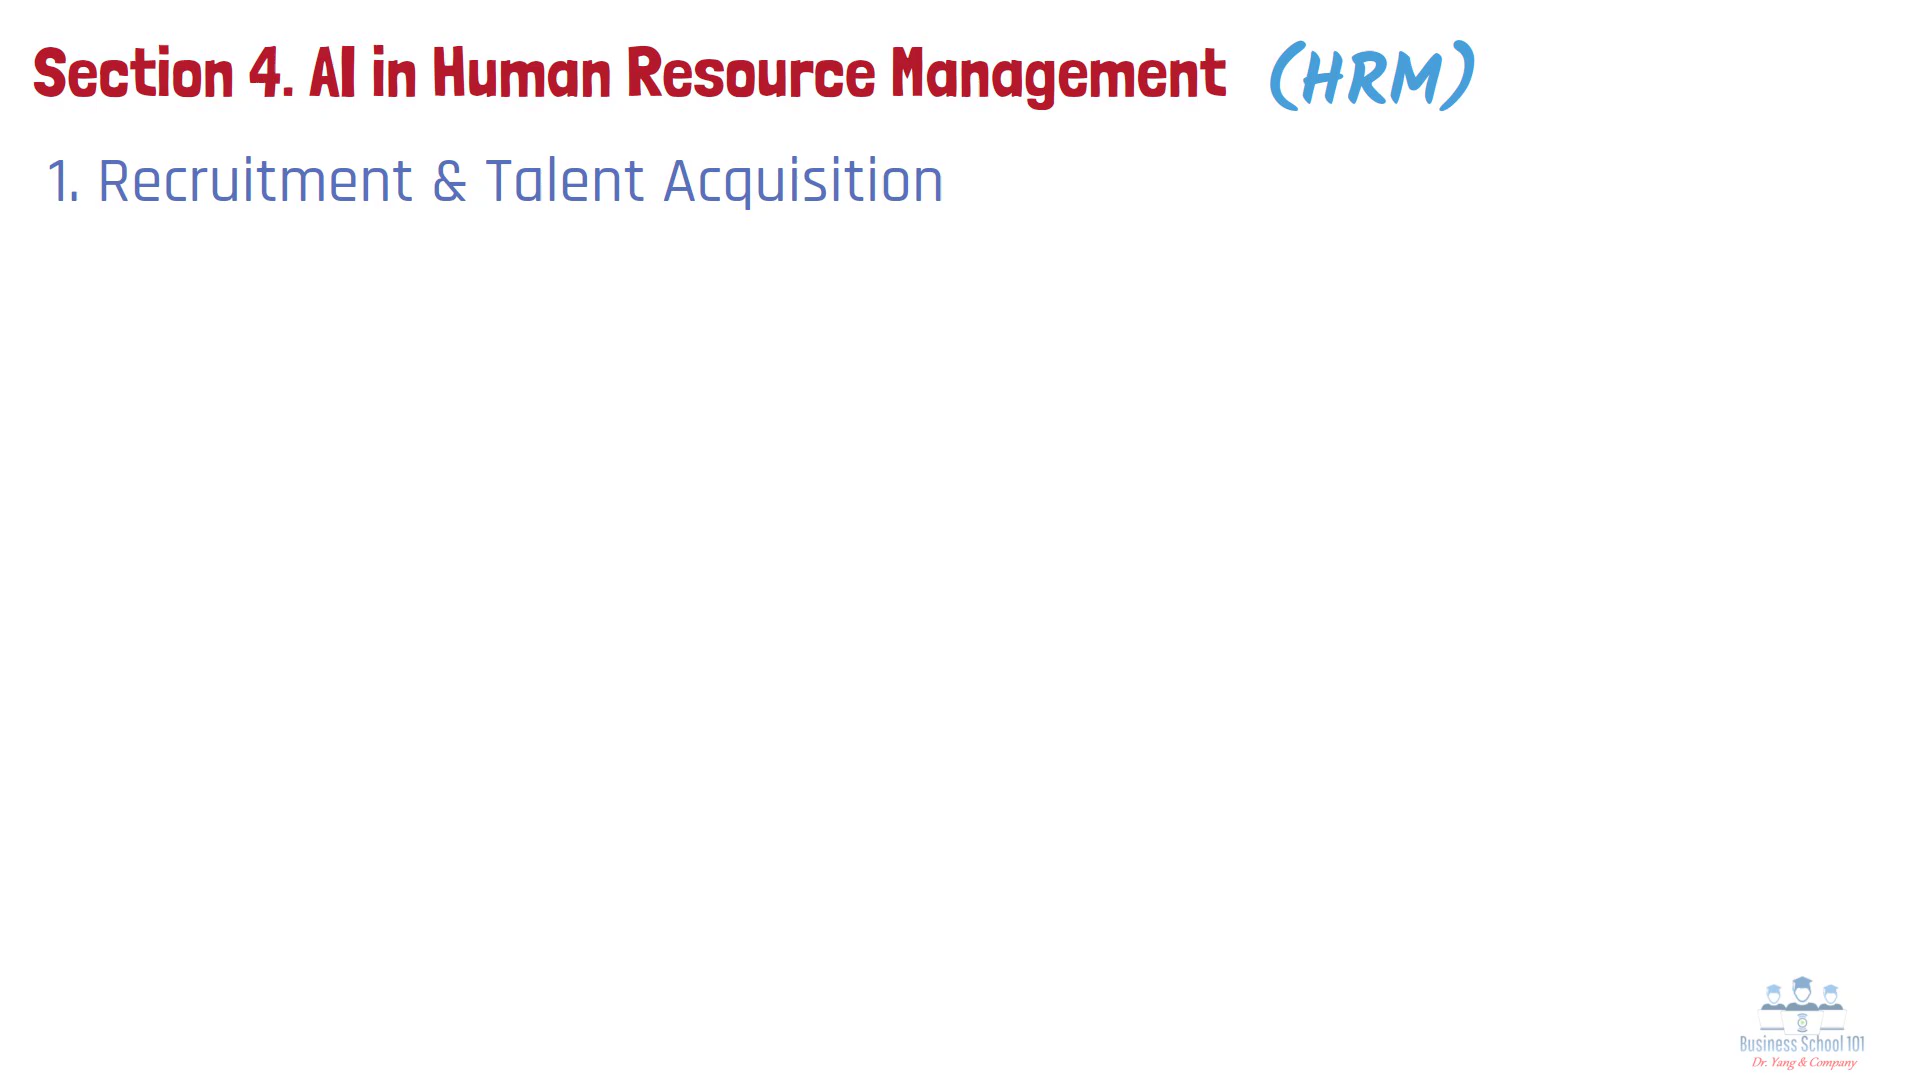 Section 4. AI in Human Resource Management (HRM)
1. Recruitment & Talent Acquisition
Business School 101
Dr. Yang & Company